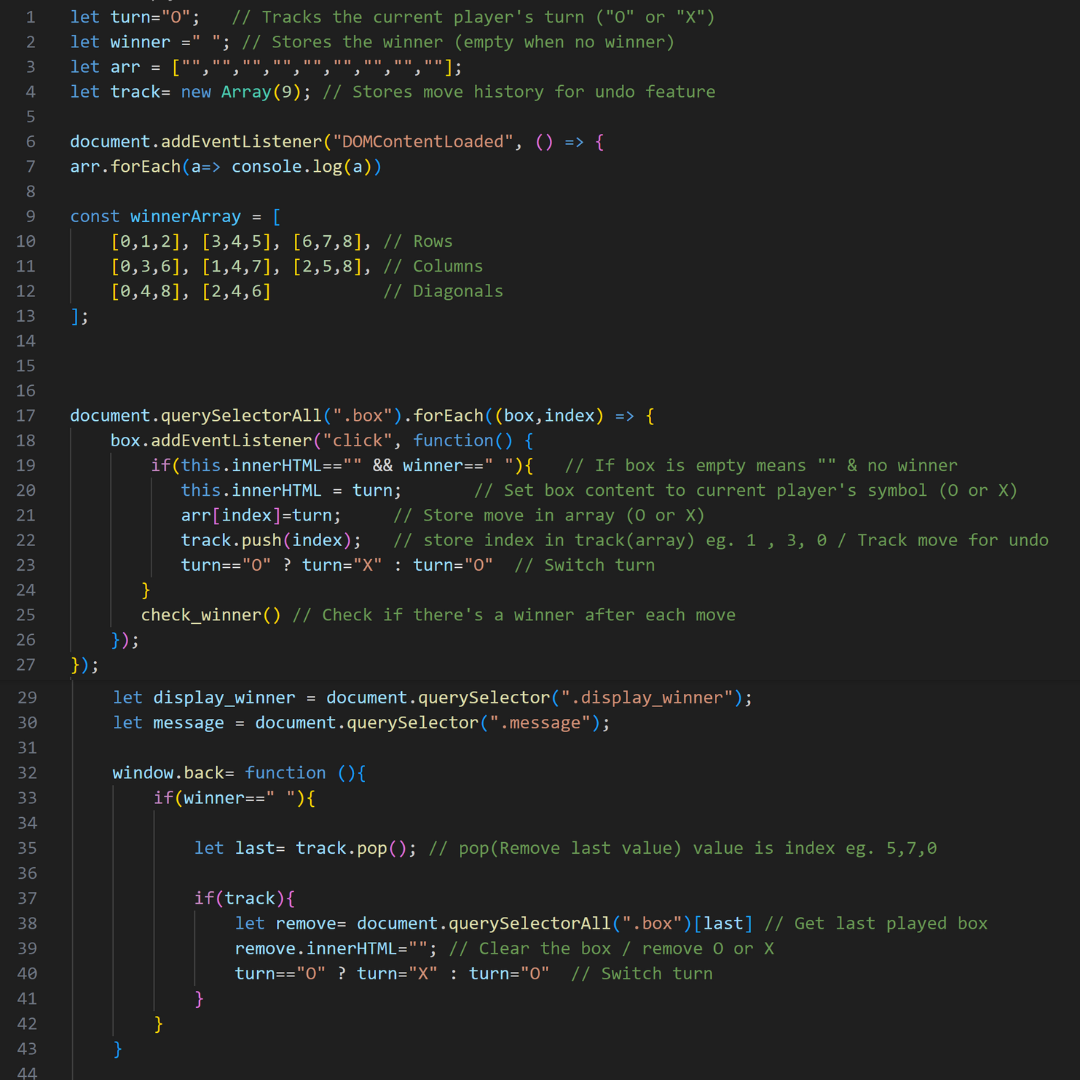 1 let turn="O";   // Tracks the current player's turn ("O" or "X")
2 let winner =" "; // Stores the winner (empty when no winner)
3 let arr = ["","","","","","","","",""];
4 let track= new Array(9); // Stores move history for undo feature
5
6 document.addEventListener("DOMContentLoaded", () => {
7 arr.forEach(a=> console.log(a))
8
9 const winnerArray = [
10     [0,1,2], [3,4,5], [6,7,8], // Rows
11     [0,3,6], [1,4,7], [2,5,8], // Columns
12     [0,4,8], [2,4,6]           // Diagonals
13 ];
14
15
16
17 document.querySelectorAll(".box").forEach((box,index) => {
18     box.addEventListener("click", function() {
19         if(this.innerHTML=="" && winner==" "){   // If box is empty means "" & no winner
20            this.innerHTML = turn;       // Set box content to current player's symbol (O or X)
21            arr[index]=turn;     // Store move in array (O or X)
22            track.push(index);   // store index in track(array) eg. 1 , 3, 0 / Track move for undo
23            turn=="O" ? turn="X" : turn="O"  // Switch turn
24        }
25        check_winner() // Check if there's a winner after each move
26     });
27 });
29     let display_winner = document.querySelector(".display_winner");
30     let message = document.querySelector(".message");
31
32     window.back= function (){
33         if(winner==" "){
34
35             let last= track.pop(); // pop(Remove last value) value is index eg. 5,7,0
36
37             if(track){
38                 let remove= document.querySelectorAll(".box")[last] // Get last played box
39                 remove.innerHTML=""; // Clear the box / remove O or X
40                 turn=="O" ? turn="X" : turn="O"  // Switch turn
41             }
42         }
43     }
44